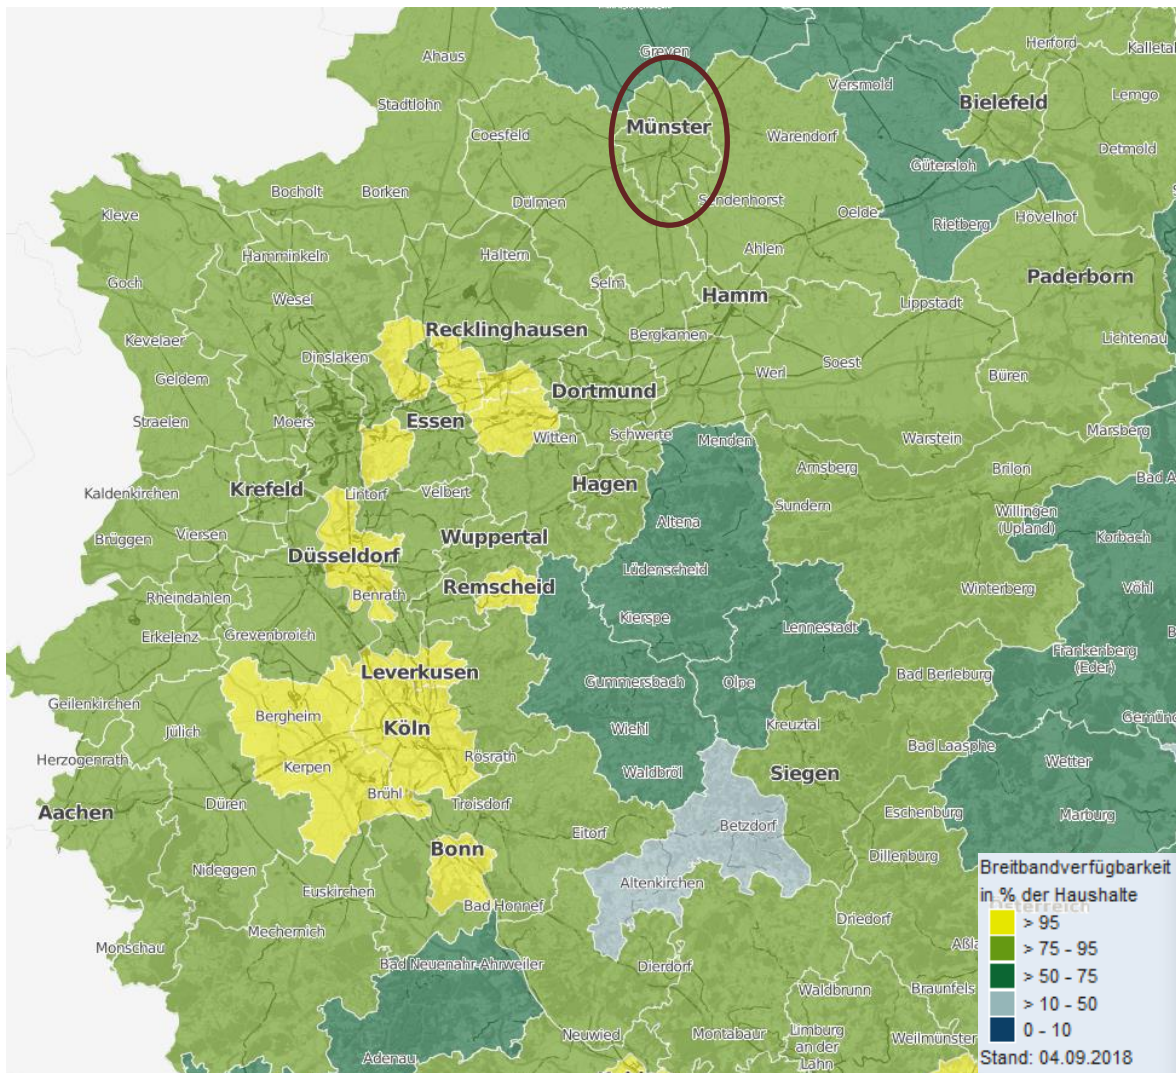 Greven
Herford
Kalletal
Ahaus
Versmold
Bielefeld
Lemgo
Stadtlohn
Münster
Coesfeld
Warendorf
Detmold
Gütersloh
Bocholt
Borken
Dülmen
Sendenhorst
Oelde
Rietberg
Hövelhof
Kleve
Hamminkeln
Haltern
Ahlen
Paderborn
Goch
Wesel
Selm
Hamm
Lippstadt
Recklinghausen
Bergkamen
Lichtenau
Kevelaer
Dinslaken
Soest
Geldern
Werl
Büren
Dortmund
Straelen
Moers
Essen
Witten
Schwerte
Menden
Warstein
Marsberg
Arnsberg
Brilon
Bad A
Kaldenkirchen
Krefeld
Lintorf
Velbert
Hagen
Sundern
Willingen
(Upland)
Brüggen
Viersen
Wuppertal
Altena
Korbach
Düsseldorf
Lüdenscheid
Remscheid
Benrath
Winterberg
Vöhl
Rheindahlen
Kierspe
Erkelenz
Grevenbroich
Lennestadt
Frankenberg
(Eder)
Leverkusen
Gummersbach
Olpe
Bad Berleburg
Geilenkirchen
Bergheim
Köln
Wiehl
Kreuztal
Gemünd
Jülich
Bad Laasphe
Herzogenrath
Kerpen
Rösrath
Waldbröl
Siegen
Wetter
Aachen
Düren
Brühl
Troisdorf
Eitorf
Betzdorf
Eschenburg
Marburg
Bonn
Dillenburg
Nideggen
Euskirchen
Altenkirchen
Bad Honnef
Driedorf
Mechernich
Monschau
Bad Neuenahr-Ahrweiler
Dierdorf
Aßla
Waldbrunn
Braunfels
Neuwied
Montabaur
Limburg
an der
Lahn
Weilmünster
Adenau
Breitbandverfügbarkeit
in % der Haushalte
Österreich
> 95
> 75 - 95
> 50 - 75
> 10 - 50
0 - 10
Stand: 04.09.2018